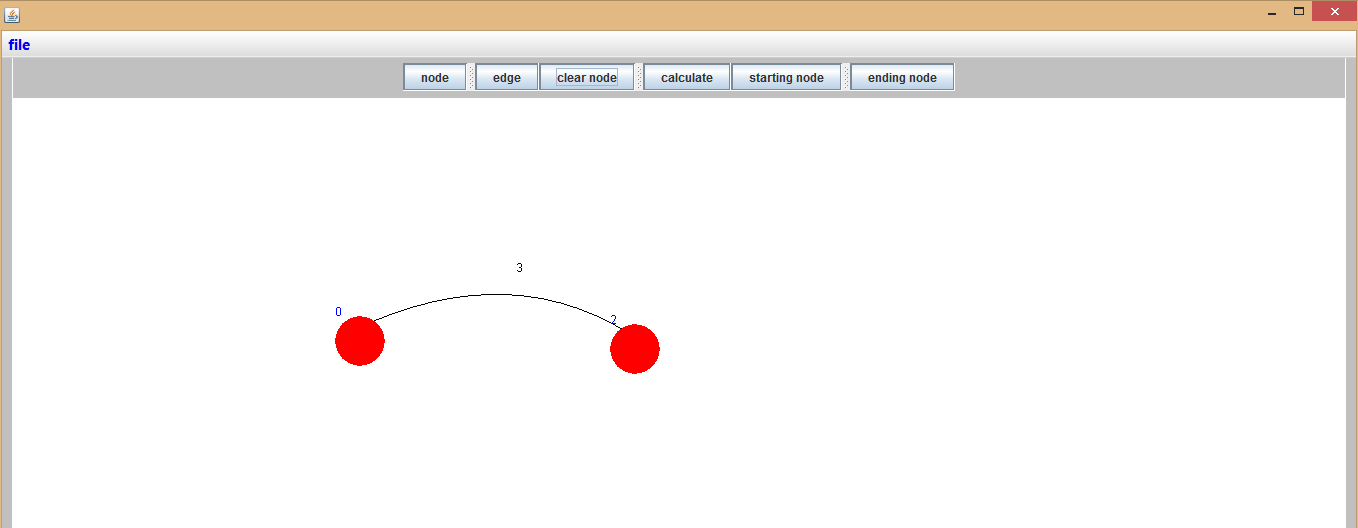 file
node edge clear node calculate starting node ending node
3
0
2